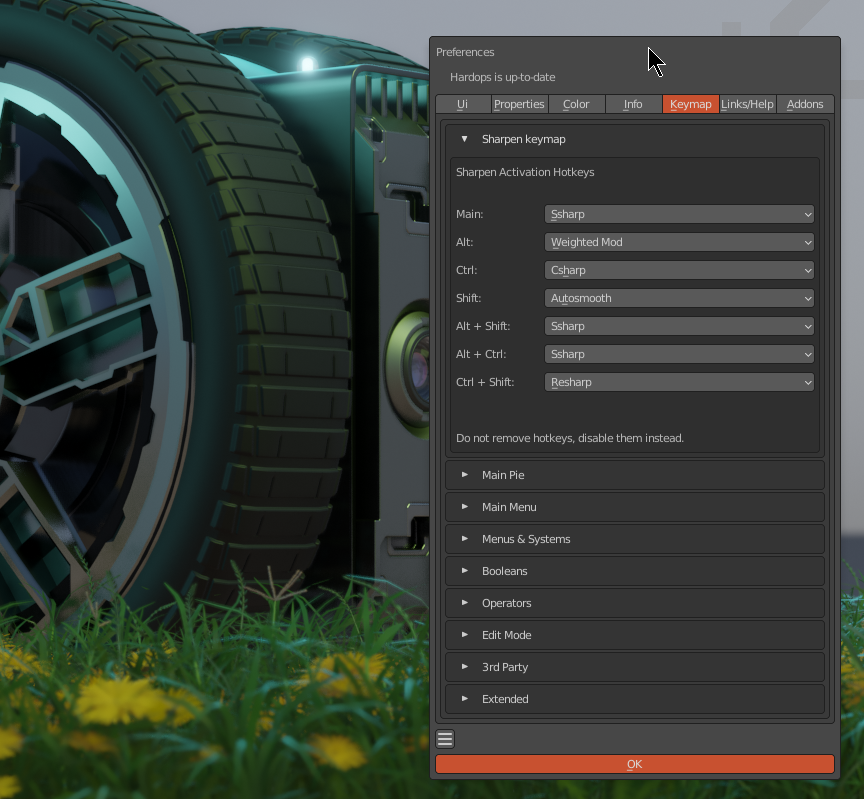 Preferences
Hardops is up-to-date
Ui Properties Color Info Keymap Links/Help Addons
Sharpen keymap
Sharpen Activation Hotkeys
Main: Ssharp
Alt: Weighted Mod
Ctrl: Csharp
Shift: Autosmooth
Alt + Shift: Ssharp
Alt + Ctrl: Ssharp
Ctrl + Shift: Resharp
Do not remove hotkeys, disable them instead.
Main Pie
Main Menu
Menus & Systems
Booleans
Operators
Edit Mode
3rd Party
Extended
OK